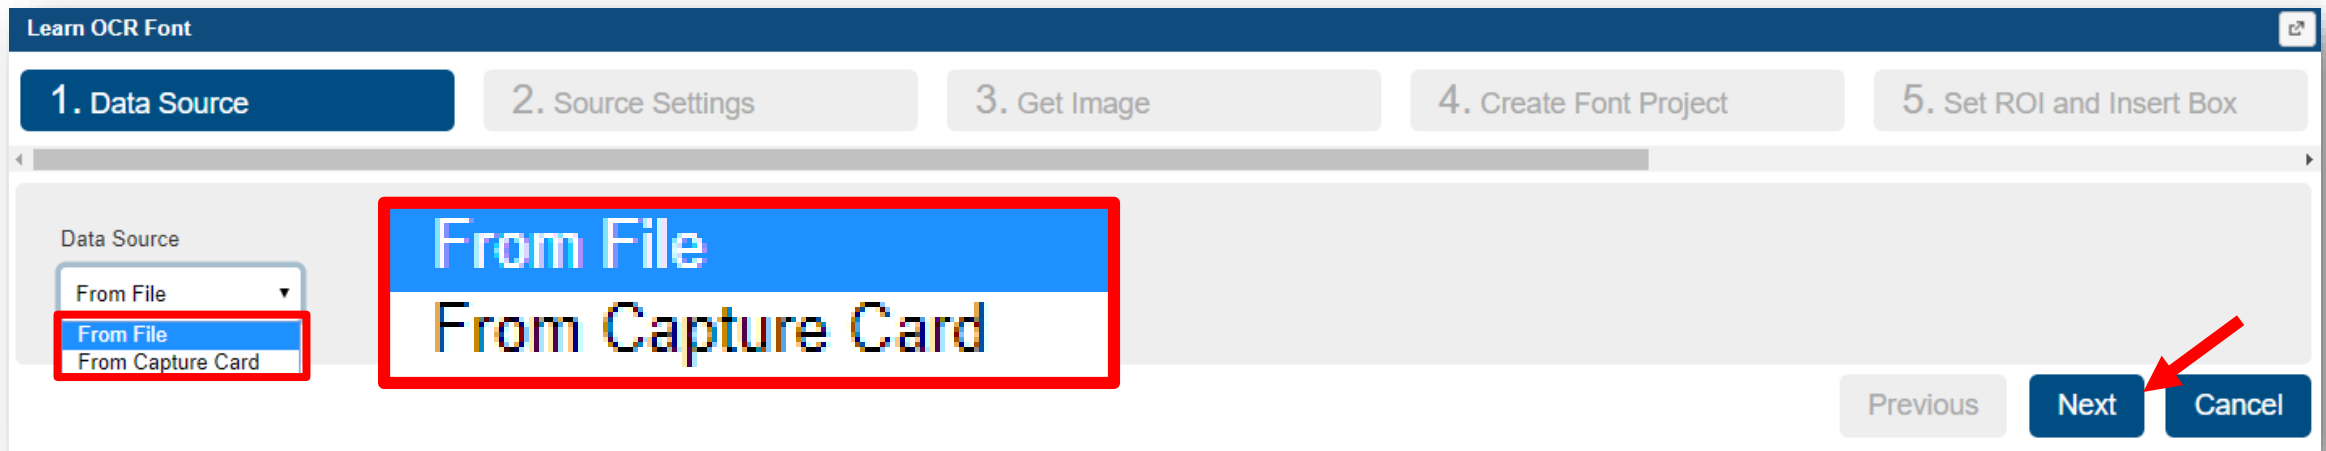 Learn OCR Font
1. Data Source
2. Source Settings
3. Get Image
4. Create Font Project
5. Set ROI and Insert Box
Data Source
From File
From File
From Capture Card
From File
From Capture Card
Previous
Next
Cancel